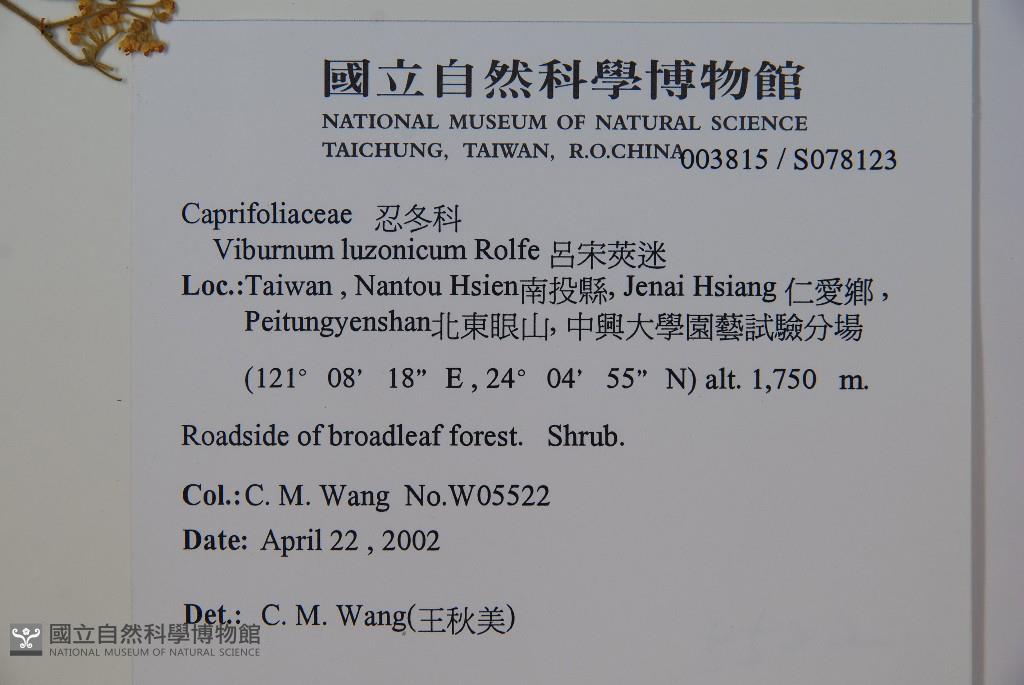 國立自然科學博物館
NATIONAL MUSEUM OF NATURAL SCIENCE
TAICHUNG, TAIWAN, R.O.CHINA 003815 / S078123
Caprifoliaceae 忍冬科
Viburnum luzonicum Rolfe 呂宋莢迷
Loc.:Taiwan , Nantou Hsien南投縣, Jenai Hsiang 仁愛鄉 ,
Peitungyenshan北東眼山, 中興大學園藝試驗分場
(121° 08' 18” E , 24° 04' 55” N) alt. 1,750 m.
Roadside of broadleaf forest. Shrub.
Col.:C. M. Wang No.W05522
Date: April 22 , 2002
Det.: C. M. Wang(王秋美)
國立自然科學博物館
NATIONAL MUSEUM OF NATURAL SCIENCE